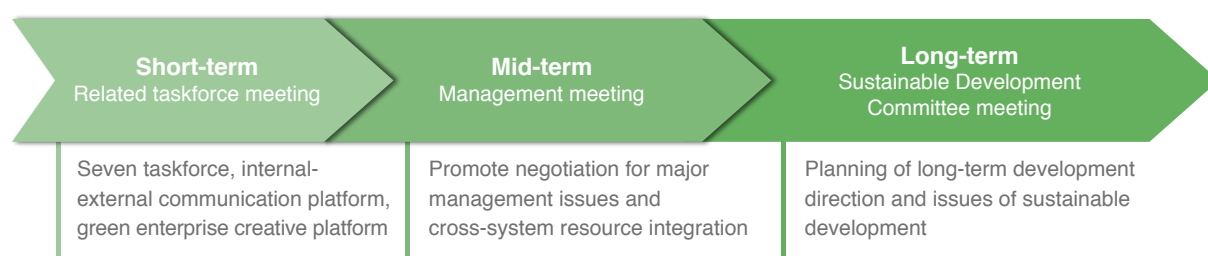 Short-term
Related taskforce meeting
Seven taskforce, internal-
external communication platform,
green enterprise creative platform
Mid-term
Management meeting
Promote negotiation for major
management issues and
cross-system resource integration
Long-term
Sustainable Development
Committee meeting
Planning of long-term development
direction and issues of sustainable
development